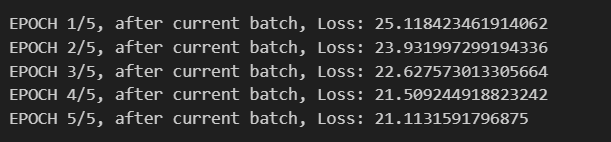 EPOCH 1/5, after current batch, Loss: 25.118423461914062
EPOCH 2/5, after current batch, Loss: 23.931997299194336
EPOCH 3/5, after current batch, Loss: 22.627573013305664
EPOCH 4/5, after current batch, Loss: 21.509244918823242
EPOCH 5/5, after current batch, Loss: 21.1131591796875